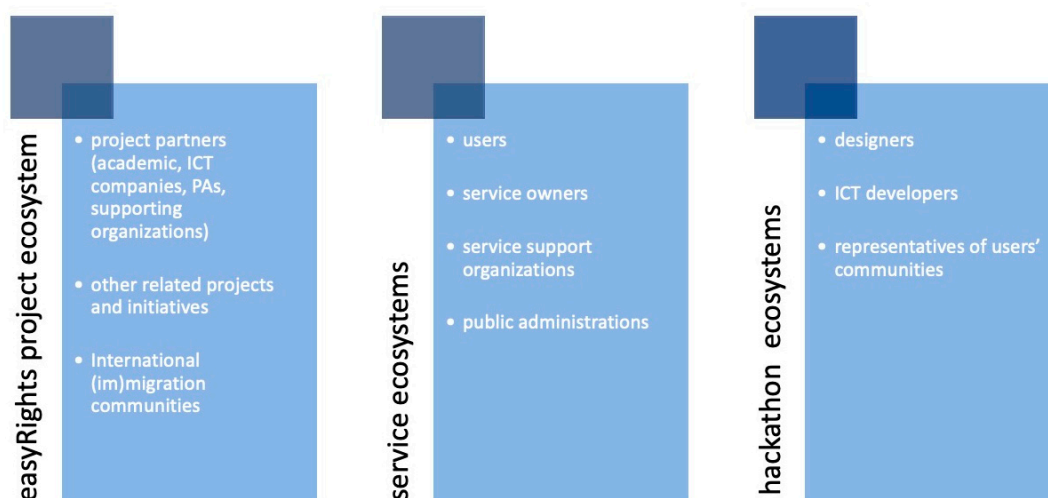 easyRights project ecosystem
• project partners
(academic, ICT
companies, PAs,
supporting
organizations)
• other related projects
and initiatives
• International
(im)migration
communities
service ecosystems
• users
• service owners
• service support
organizations
• public administrations
hackathon ecosystems
• designers
• ICT developers
• representatives of users’
communities